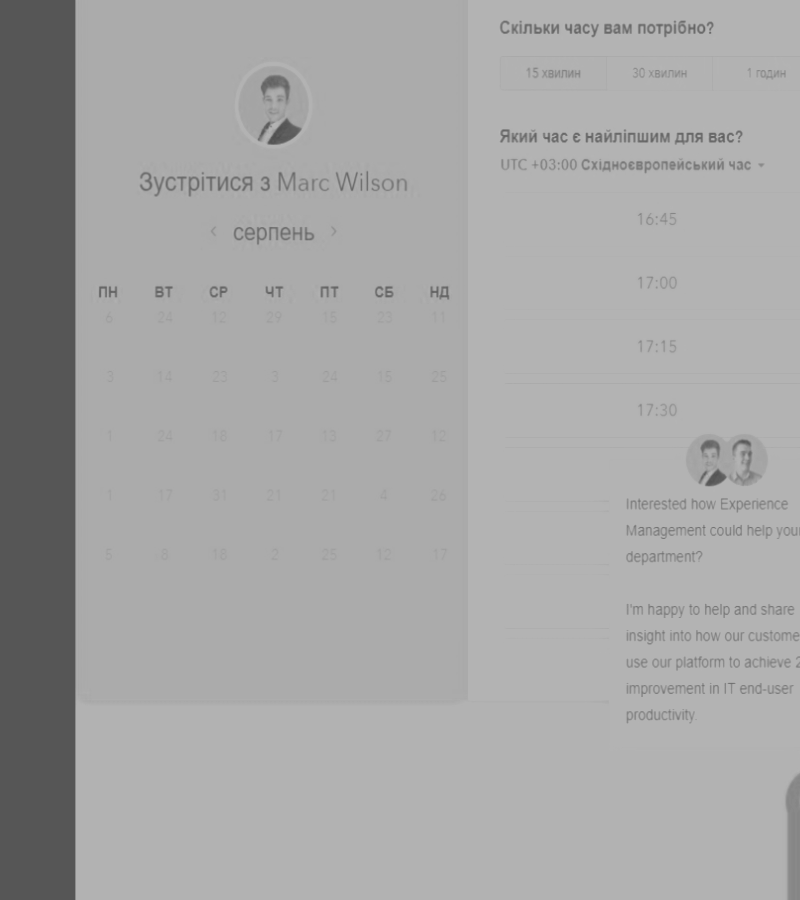 Скільки часу вам потрібно?
15 хвилин
30 хвилин
1 годин
Який час є найліпшим для вас?
UTC +03:00 Східноєвропейський час
Зустрітися з Marc Wilson
серпень
ПН ВТ СР ЧТ ПТ СБ НД
6 24 12 29 15 23 11
3 14 23 3 24 15 25
1 24 18 17 13 27 12
1 17 31 21 21 4 26
5 8 18 2 25 12 17
16:45
17:00
17:15
17:30
Interested how Experience
Management could help your
department?
I'm happy to help and share
insight into how our custome
use our platform to achieve 2
improvement in IT end-user
productivity.